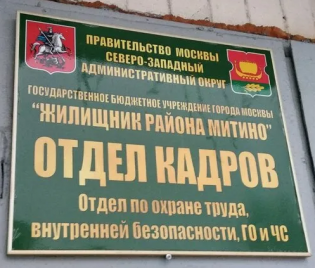 ПРАВИТЕЛЬСТВО МОСКВЫ
СЕВЕРО-ЗАПАДНЫЙ
АДМИНИСТРАТИВНЫЙ ОКРУГ
ГОСУДАРСТВЕННОЕ БЮДЖЕТНОЕ УЧРЕЖДЕНИЕ ГОРОДА МОСКВЫ
"ЖИЛИЩНИК РАЙОНА МИТИНО"
ОТДЕЛ КАДРОВ
Отдел по охране труда,
внутренней безопасности, ГО и ЧС